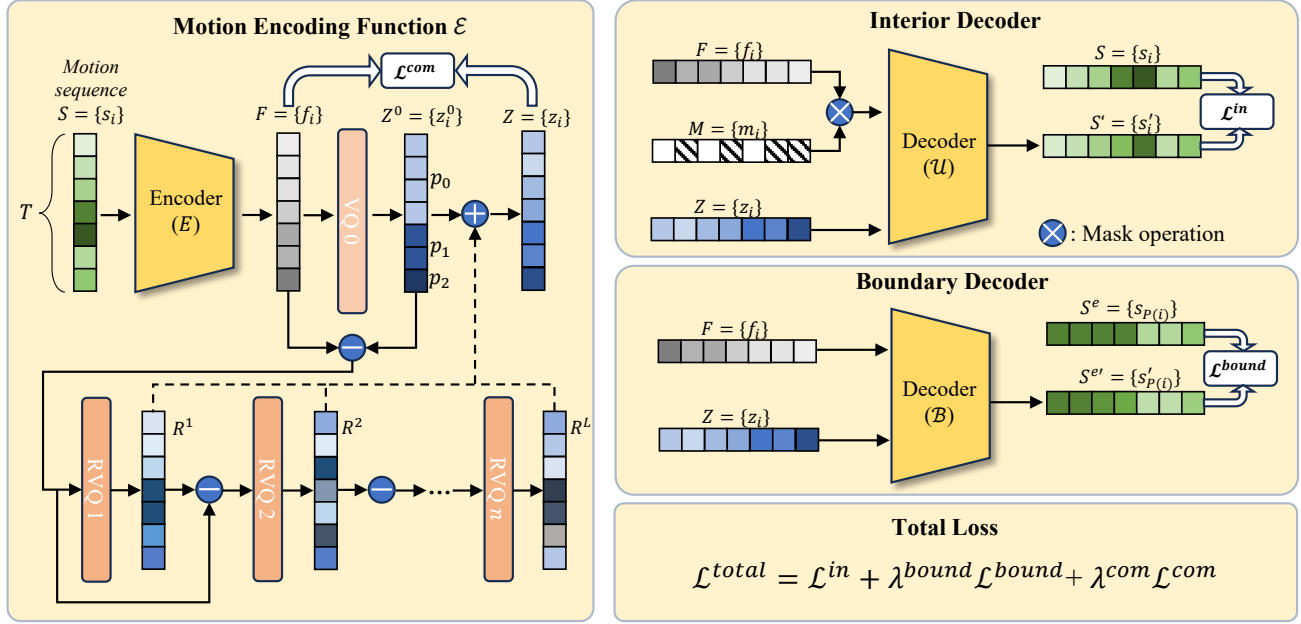 Motion Encoding Function ℰ
Motion
sequence
S = {s_i}
F = {f_i}
Z^0 = {z_i^0}
Z = {z_i}
ℒ^com
T
Encoder
(E)
VQ 0
p_0
p_1
p_2
RVQ 1
R^1
RVQ 2
R^2
...
RVQ n
R^L
Interior Decoder
F = {f_i}
M = {m_i}
Z = {z_i}
Decoder
(𝒰)
S = {s_i}
S‘ = {s_i'}
ℒ^in
: Mask operation
Boundary Decoder
F = {f_i}
Z = {z_i}
Decoder
(ℬ)
S^e = {s_P(i)}
S^e' = {s'_P(i)}
ℒ^bound
Total Loss
ℒ^total = ℒ^in + λ^bound ℒ^bound + λ^com ℒ^com